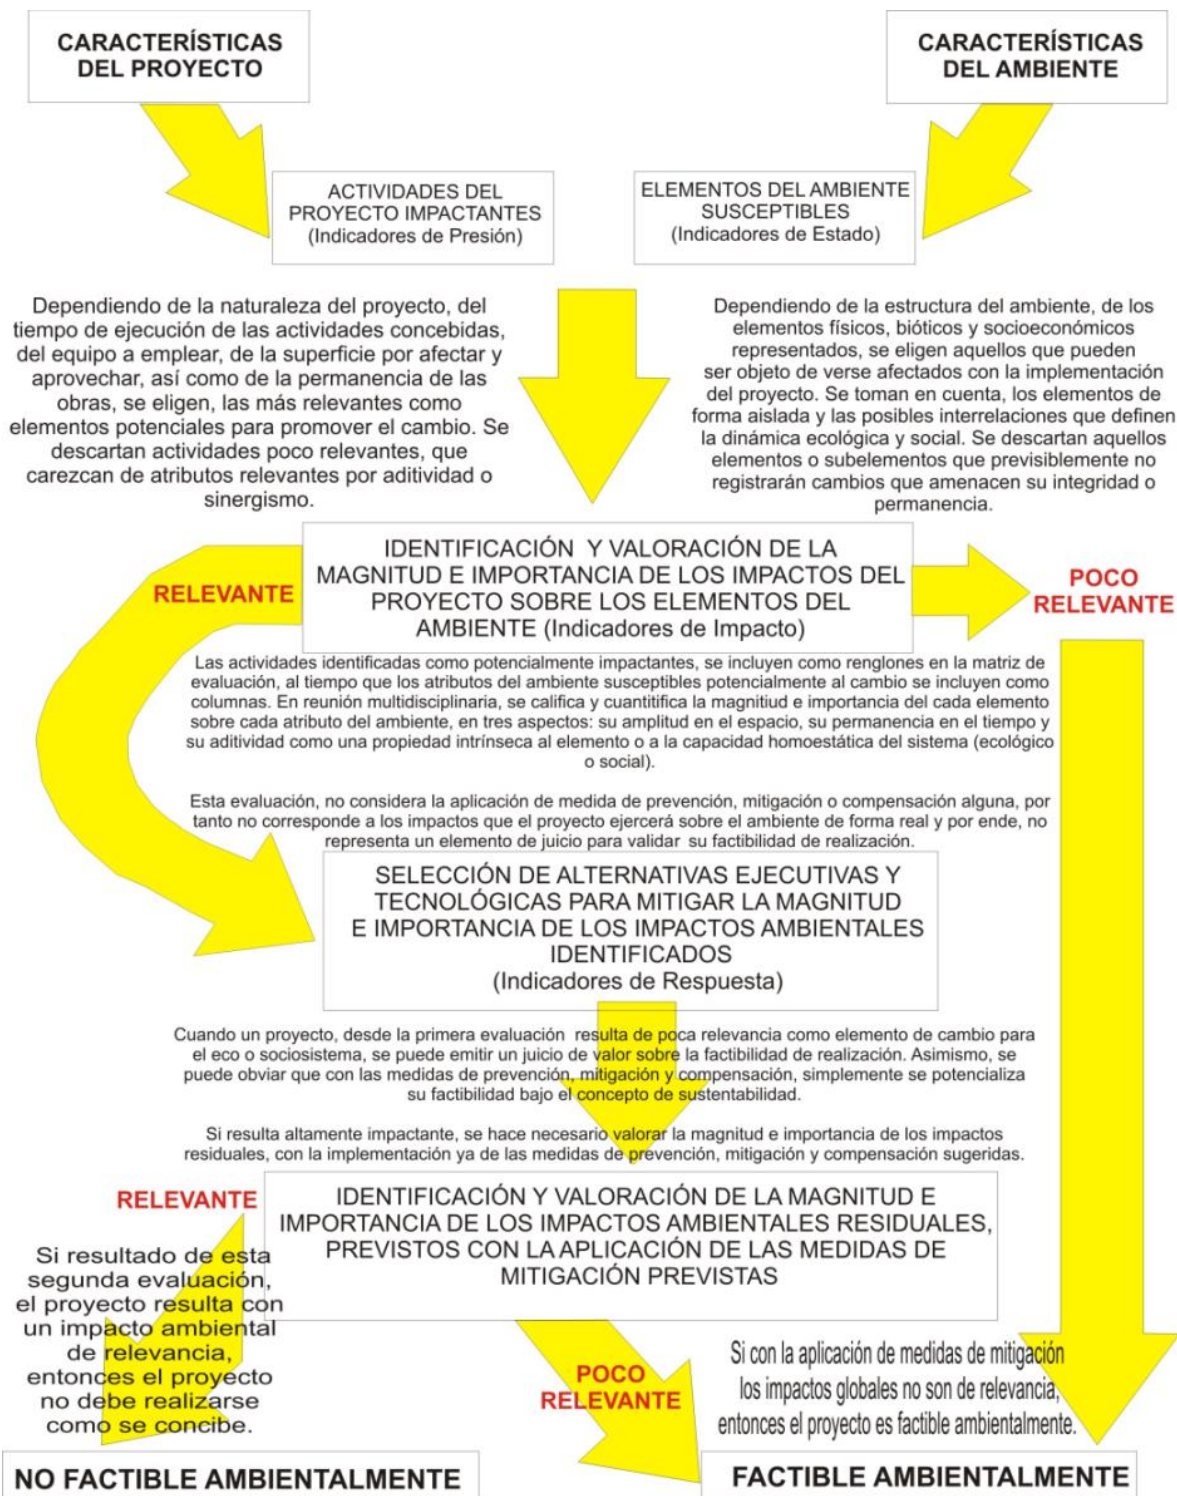 CARACTERÍSTICAS
DEL PROYECTO
CARACTERÍSTICAS
DEL AMBIENTE
ACTIVIDADES DEL
PROYECTO IMPACTANTES
(Indicadores de Presión)
ELEMENTOS DEL AMBIENTE
SUSCEPTIBLES
(Indicadores de Estado)
Dependiendo de la naturaleza del proyecto, del
tiempo de ejecución de las actividades concebidas,
del equipo a emplear, de la superficie por afectar y
aprovechar, así como de la permanencia de las
obras, se eligen, las más relevantes como
elementos potenciales para promover el cambio. Se
descartan actividades poco relevantes, que
carezcan de atributos relevantes por aditividad o
sinergismo.
Dependiendo de la estructura del ambiente, de los
elementos físicos, bióticos y socioeconómicos
representados, se eligen aquellos que pueden
ser objeto de verse afectados con la implementación
del proyecto. Se toman en cuenta, los elementos de
forma aislada y las posibles interrelaciones que definen
la dinámica ecológica y social. Se descartan aquellos
elementos o subelementos que previsiblemente no
registrarán cambios que amenacen su integridad o
permanencia.
IDENTIFICACIÓN Y VALORACIÓN DE LA
MAGNITUD E IMPORTANCIA DE LOS IMPACTOS DEL
PROYECTO SOBRE LOS ELEMENTOS DEL
AMBIENTE (Indicadores de Impacto)
RELEVANTE
POCO
RELEVANTE
Las actividades identificadas como potencialmente impactantes, se incluyen como renglones en la matriz de
evaluación, al tiempo que los atributos del ambiente susceptibles potencialmente al cambio se incluyen como
columnas. En reunión multidisciplinaria, se califica y cuantitifica la magnitiud e importancia del cada elemento
sobre cada atributo del ambiente, en tres aspectos: su amplitud en el espacio, su permanencia en el tiempo y
su aditividad como una propiedad intrínseca al elemento o a la capacidad homoestática del sistema (ecológico
o social).
Esta evaluación, no considera la aplicación de medida de prevención, mitigación o compensación alguna, por
tanto no corresponde a los impactos que el proyecto ejercerá sobre el ambiente de forma real y por ende, no
representa un elemento de juicio para validar su factibilidad de realización.
SELECCIÓN DE ALTERNATIVAS EJECUTIVAS Y
TECNOLÓGICAS PARA MITIGAR LA MAGNITUD
E IMPORTANCIA DE LOS IMPACTOS AMBIENTALES
IDENTIFICADOS
(Indicadores de Respuesta)
Cuando un proyecto, desde la primera evaluación resulta de poca relevancia como elemento de cambio para
el eco o sociosistema, se puede emitir un juicio de valor sobre la factibilidad de realización. Asimismo, se
puede obviar que con las medidas de prevención, mitigación y compensación, simplemente se potencializa
su factibilidad bajo el concepto de sustentabilidad.
Si resulta altamente impactante, se hace necesario valorar la magnitud e importancia de los impactos
residuales, con la implementación ya de las medidas de prevención, mitigación y compensación sugeridas.
RELEVANTE
IDENTIFICACIÓN Y VALORACIÓN DE LA MAGNITUD E
IMPORTANCIA DE LOS IMPACTOS AMBIENTALES RESIDUALES,
PREVISTOS CON LA APLICACIÓN DE LAS MEDIDAS DE
MITIGACIÓN PREVISTAS
Si resultado de esta
segunda evaluación,
el proyecto resulta con
un impacto ambiental
de relevancia,
entonces el proyecto
no debe realizarse
como se concibe.
POCO
RELEVANTE
Si con la aplicación de medidas de mitigación
los impactos globales no son de relevancia,
entonces el proyecto es factible ambientalmente.
NO FACTIBLE AMBIENTALMENTE
FACTIBLE AMBIENTALMENTE